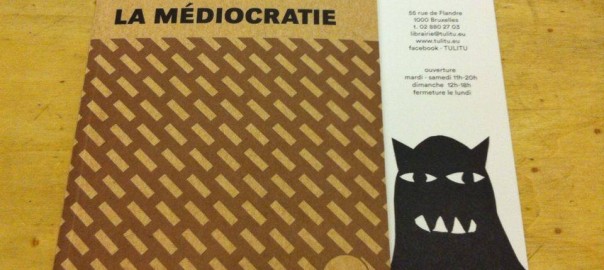 LA MÉDIOCRATIE
55 rue de Flandre
1000 Bruxelles
t. 02 880 27 03
librairie@tulitu.eu
www.tulitu.eu
facebook - TULITU
ouverture
mardi - samedi 11h-20h
dimanche 12h-18h
fermeture le lundi